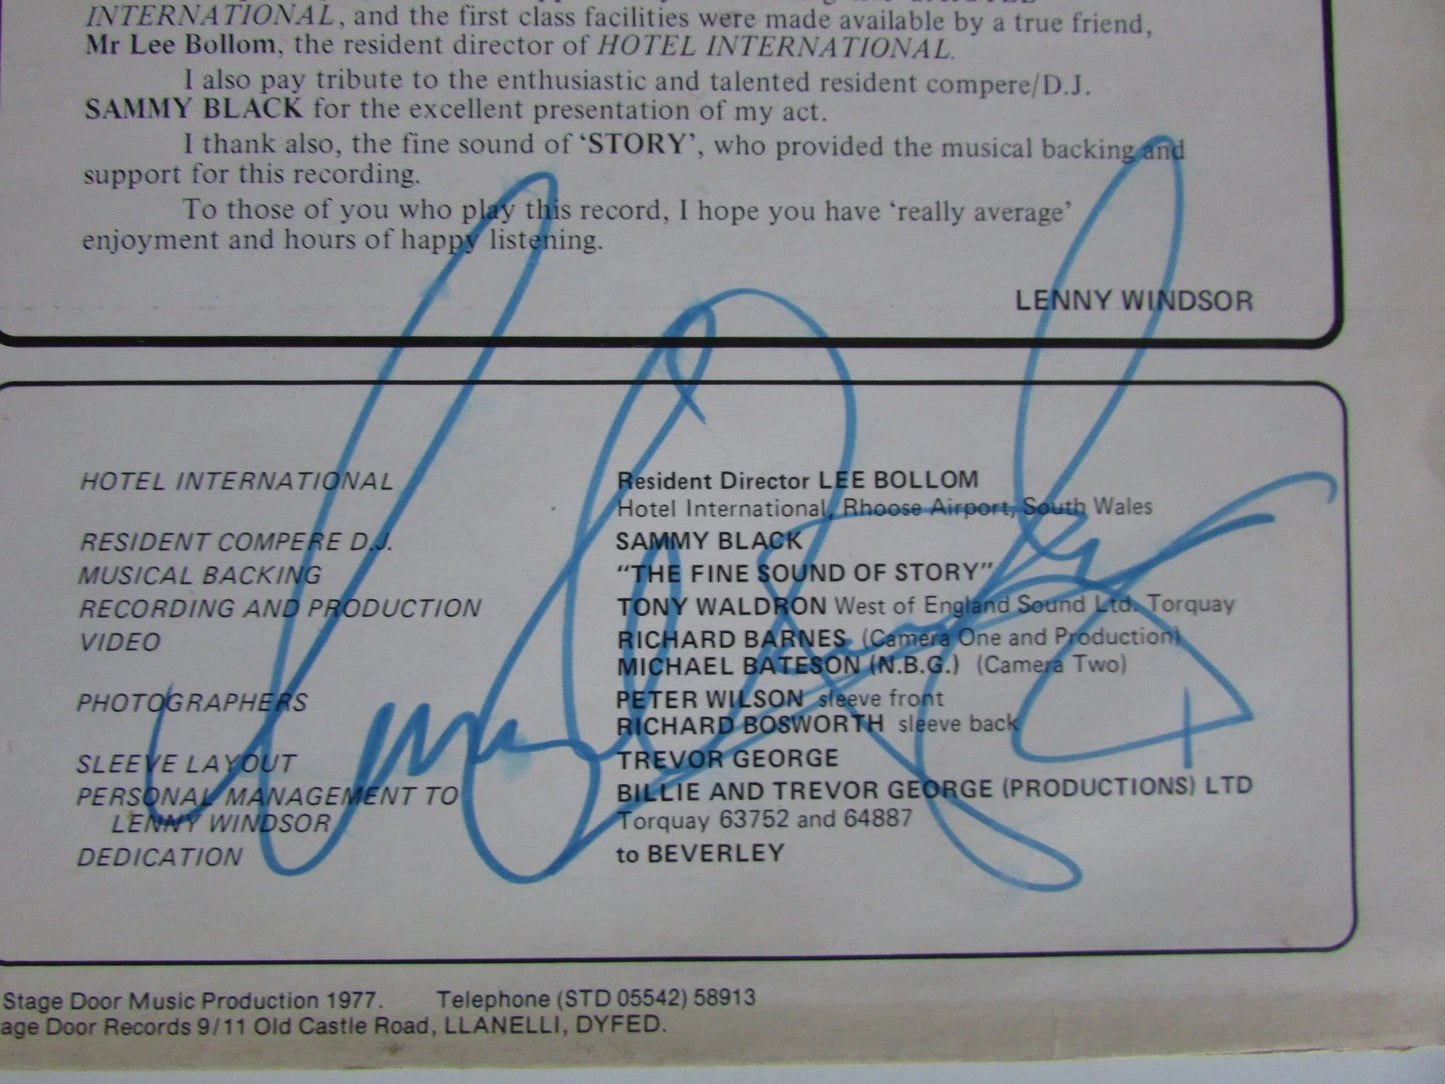 INTERNATIONAL, and the first class facilities were made available by a true friend,
Mr Lee Bollom, the resident director of HOTEL INTERNATIONAL.
I also pay tribute to the enthusiastic and talented resident compere/D.J.
SAMMY BLACK for the excellent presentation of my act.
I thank also, the fine sound of ‘STORY’, who provided the musical backing and
support for this recording.
To those of you who play this record, I hope you have ‘really average’
enjoyment and hours of happy listening.
LENNY WINDSOR
HOTEL INTERNATIONAL Resident Director LEE BOLLOM
Hotel International, Rhoose Airport, South Wales
RESIDENT COMPERE D.J. SAMMY BLACK
MUSICAL BACKING “THE FINE SOUND OF STORY”
RECORDING AND PRODUCTION TONY WALDRON West of England Sound Ltd. Torquay
VIDEO RICHARD BARNES (Camera One and Production)
MICHAEL BATESON (N.B.G.) (Camera Two)
PHOTOGRAPHERS PETER WILSON sleeve front
RICHARD BOSWORTH sleeve back
SLEEVE LAYOUT TREVOR GEORGE
PERSONAL MANAGEMENT TO BILLIE AND TREVOR GEORGE (PRODUCTIONS) LTD
LENNY WINDSOR Torquay 63752 and 64887
DEDICATION to BEVERLEY
Stage Door Music Production 1977. Telephone (STD 05542) 58913
age Door Records 9/11 Old Castle Road, LLANELLI, DYFED.